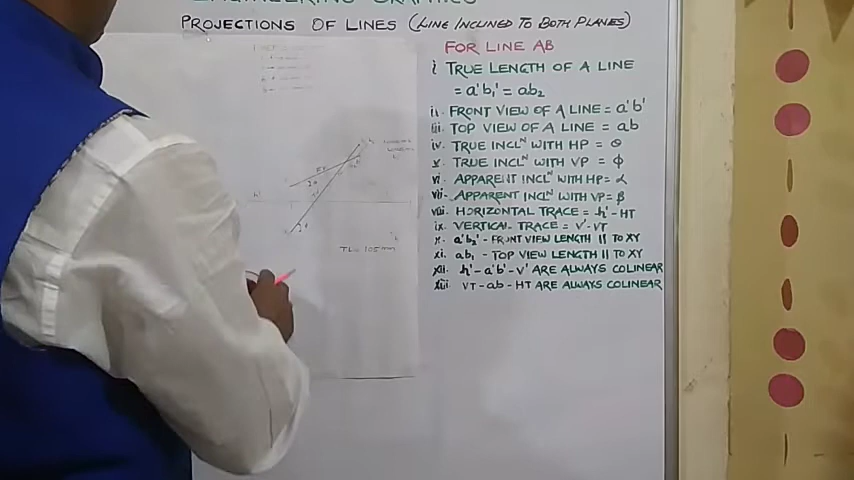 ENGINEERING GRAPHICS
PROJECTIONS OF LINES (LINE INCLINED TO BOTH PLANES)
FOR LINE AB
i TRUE LENGTH OF A LINE
= a'b₁' = ab₂
ii. FRONT VIEW OF A LINE = a'b'
iii. TOP VIEW OF A LINE = ab
iv. TRUE INCLᴺ WITH HP = θ
v. TRUE INCLᴺ WITH VP = ϕ
vi. APPARENT INCLᴺ WITH HP = α
vii. APPARENT INCLᴺ WITH VP = β
viii. HORIZONTAL TRACE = h'-HT
ix. VERTICAL TRACE = v'-VT
x. a'b₂' - FRONT VIEW LENGTH || TO XY
xi. ab₁ - TOP VIEW LENGTH || TO XY
xii. h'-a'b'-v' ARE ALWAYS COLINEAR
xiii. VT-ab-HT ARE ALWAYS COLINEAR
TL = 105mm